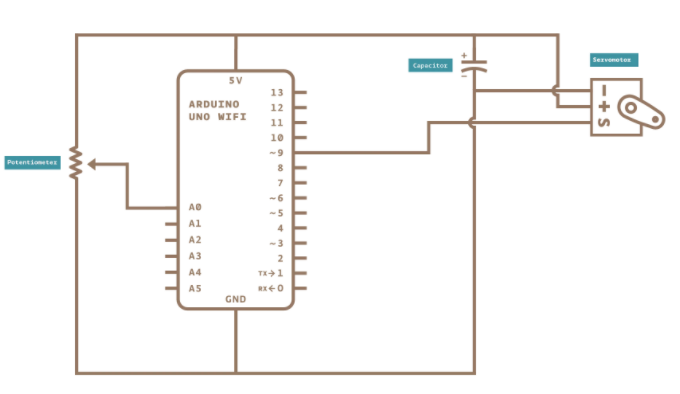 Servomotor
+
Capacitor
−
5V
− 
+
S
ARDUINO
UNO WIFI
13
12
11
10
~9
8
7
~6
~5
4
~3
2
TX→1
RX←0
Potentiometer
A0
A1
A2
A3
A4
A5
GND